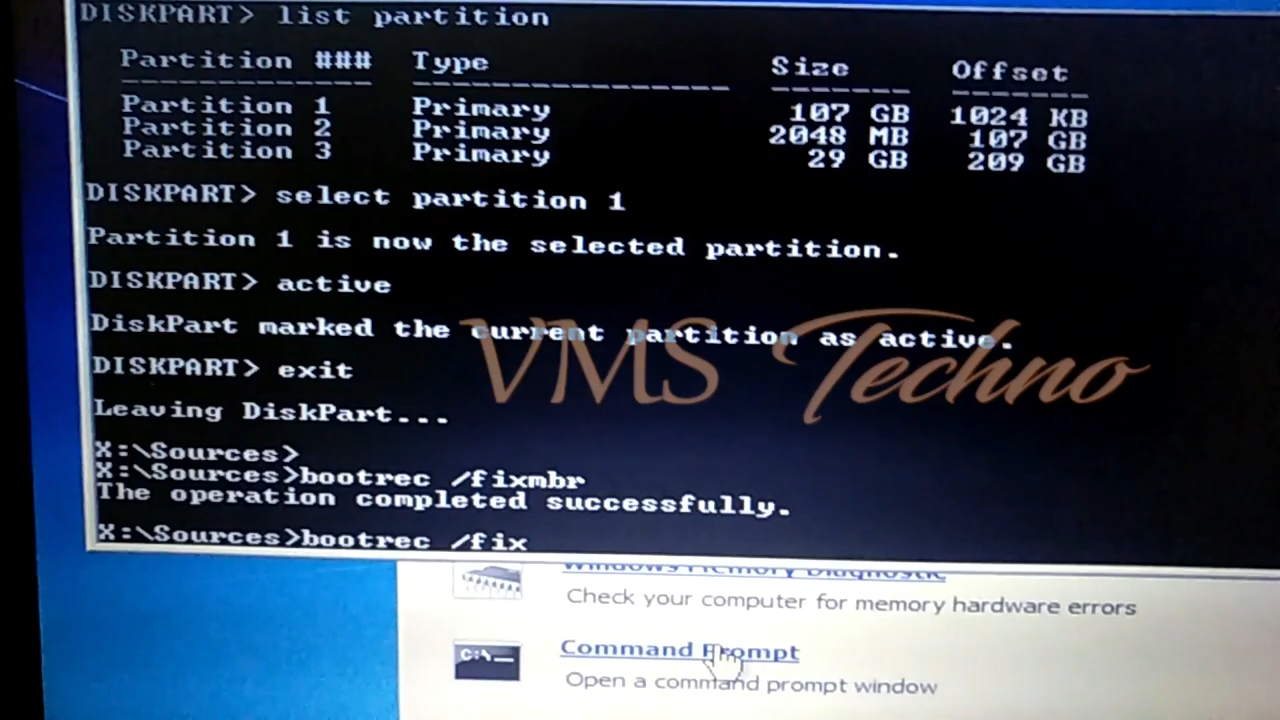 DISKPART> list partition
Partition ### Type Size Offset
Partition 1 Primary 107 GB 1024 KB
Partition 2 Primary 2048 MB 107 GB
Partition 3 Primary 29 GB 209 GB
DISKPART> select partition 1
Partition 1 is now the selected partition.
DISKPART> active
DiskPart marked the current partition as active.
VMS Techno
DISKPART> exit
Leaving DiskPart...
X:\Sources>
X:\Sources>bootrec /fixmbr
The operation completed successfully.
X:\Sources>bootrec /fix
Windows Memory Diagnostic
Check your computer for memory hardware errors
C:\
Command Prompt
Open a command prompt window